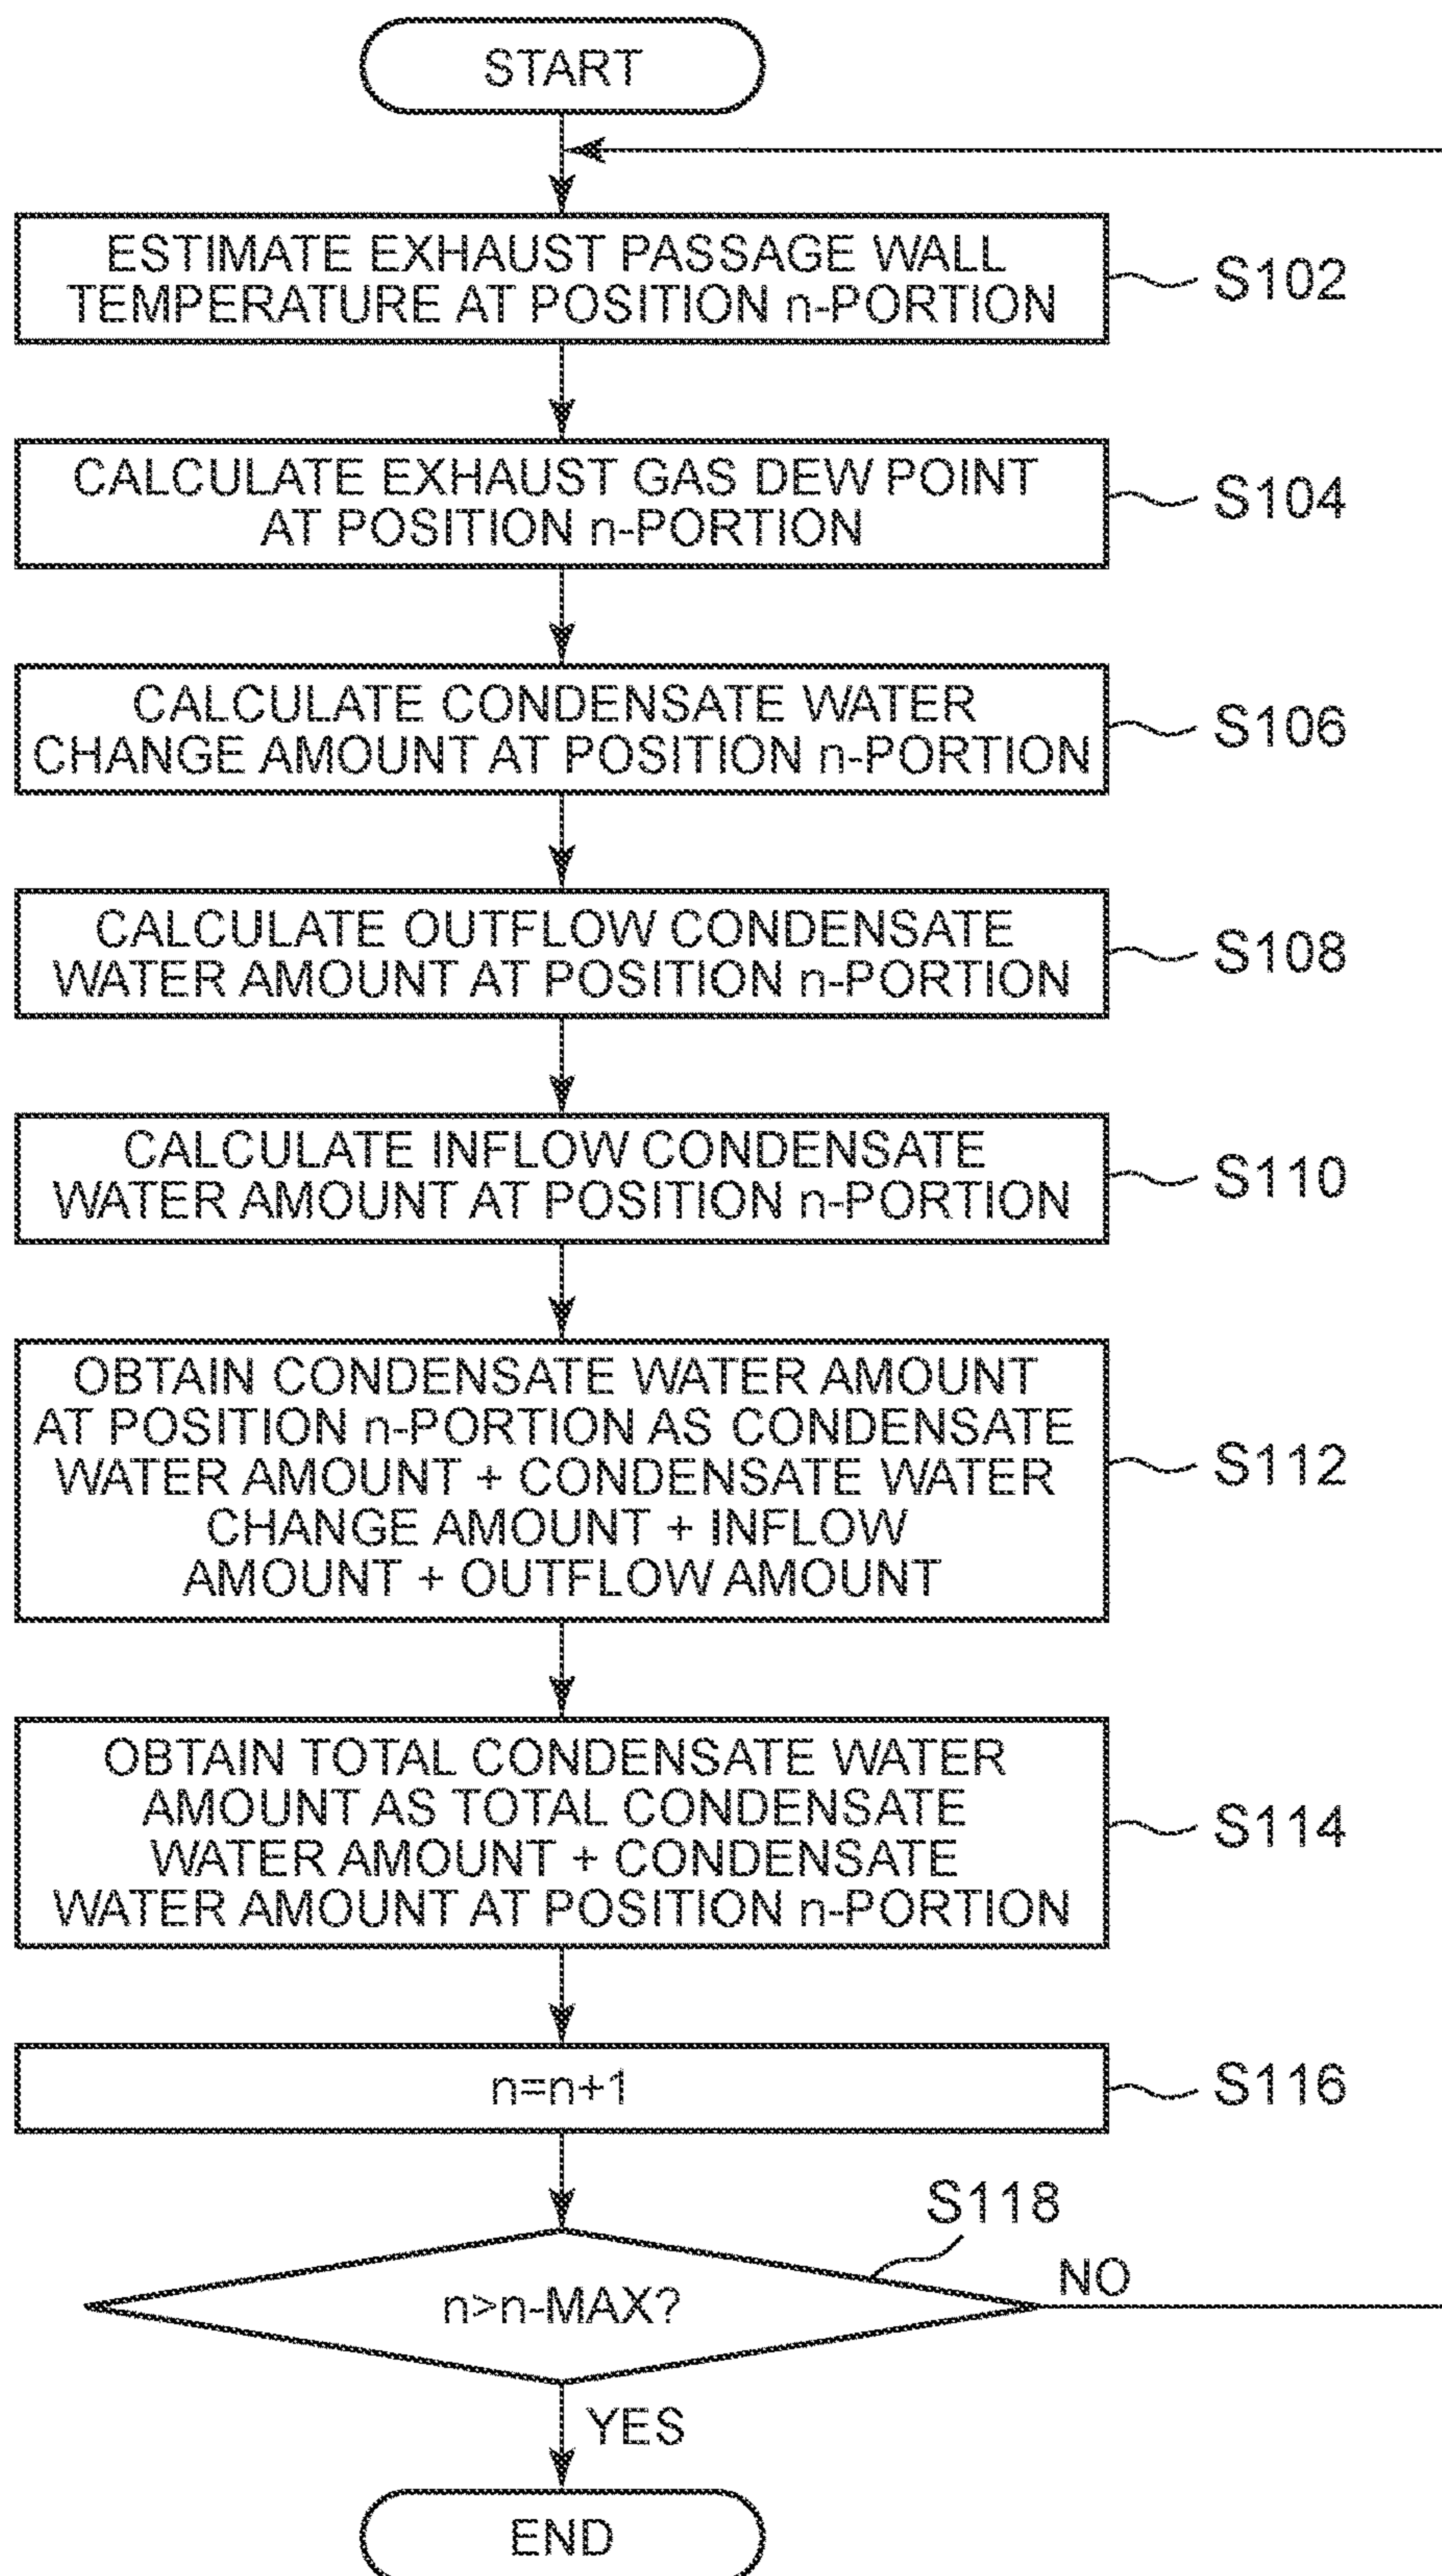 START
ESTIMATE EXHAUST PASSAGE WALL
TEMPERATURE AT POSITION n-PORTION
S102
CALCULATE EXHAUST GAS DEW POINT
AT POSITION n-PORTION
S104
CALCULATE CONDENSATE WATER
CHANGE AMOUNT AT POSITION n-PORTION
S106
CALCULATE OUTFLOW CONDENSATE
WATER AMOUNT AT POSITION n-PORTION
S108
CALCULATE INFLOW CONDENSATE
WATER AMOUNT AT POSITION n-PORTION
S110
OBTAIN CONDENSATE WATER AMOUNT
AT POSITION n-PORTION AS CONDENSATE
WATER AMOUNT + CONDENSATE WATER
CHANGE AMOUNT + INFLOW
AMOUNT + OUTFLOW AMOUNT
S112
OBTAIN TOTAL CONDENSATE WATER
AMOUNT AS TOTAL CONDENSATE
WATER AMOUNT + CONDENSATE
WATER AMOUNT AT POSITION n-PORTION
S114
n=n+1
S116
S118
n>n-MAX?
NO
YES
END